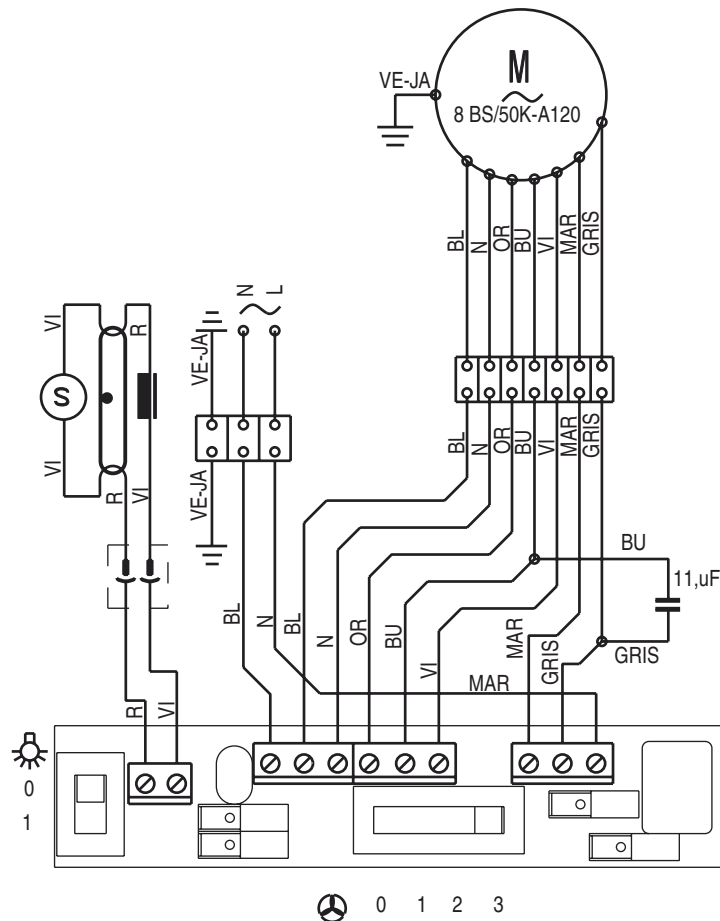 VE-JA
M
8 BS/50K-A120
BL
N
OR
BU
VI
MAR
GRIS
N
L
VI
R
VE-JA
S
VI
R
VI
VE-JA
BL
N
OR
BU
VI
MAR
GRIS
BU
11,uF
GRIS
BL
N
BL
N
OR
BU
VI
MAR
GRIS
MAR
R
VI
0
1
0 1 2 3